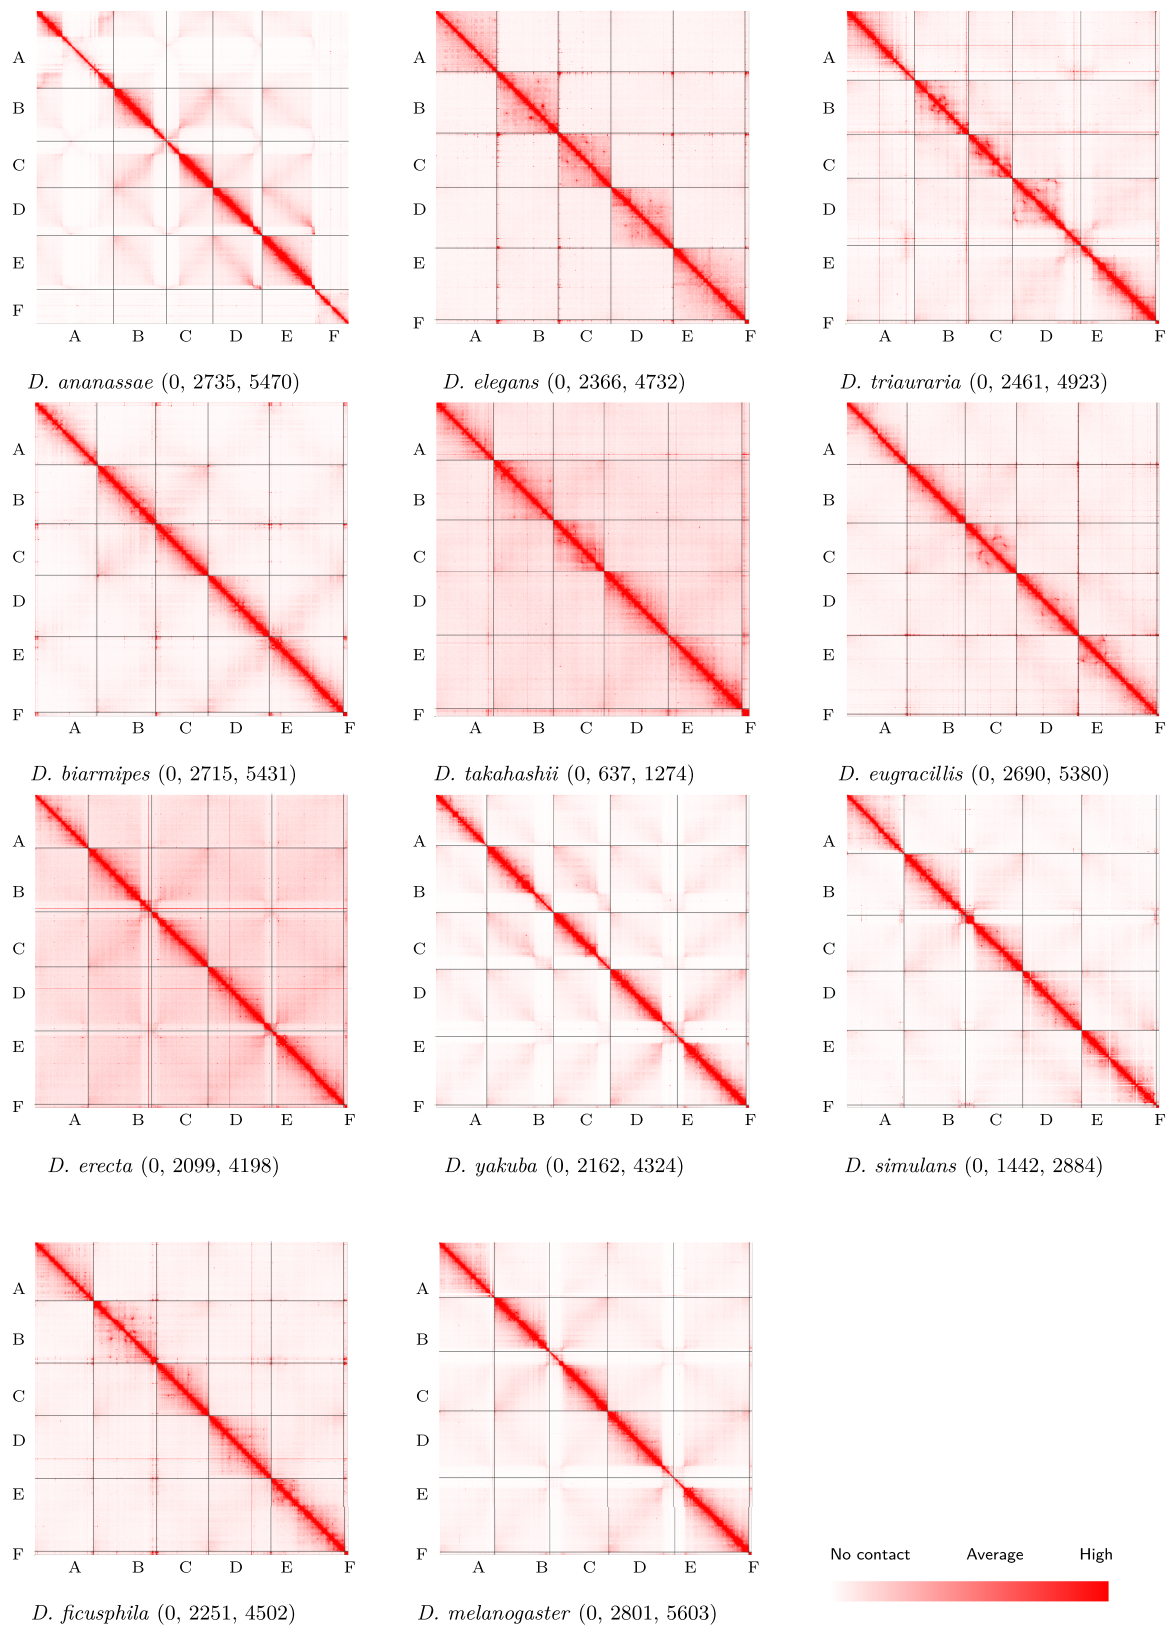 A A A
B B B
C C C
D D D
E E E
F F F
A B C D E F A B C D E F A B C D E F
D. ananassae (0, 2735, 5470) D. elegans (0, 2366, 4732) D. triauraria (0, 2461, 4923)
A A A
B B B
C C C
D D D
E E E
F F F
A B C D E F A B C D E F A B C D E F
D. biarmipes (0, 2715, 5431) D. takahashii (0, 637, 1274) D. eugracillis (0, 2690, 5380)
A A A
B B B
C C C
D D D
E E E
F F F
A B C D E F A B C D E F A B C D E F
D. erecta (0, 2099, 4198) D. yakuba (0, 2162, 4324) D. simulans (0, 1442, 2884)
A A
B B
C C
D D
E E
F F
A B C D E F A B C D E F
No contact Average High
D. ficusphila (0, 2251, 4502) D. melanogaster (0, 2801, 5603)